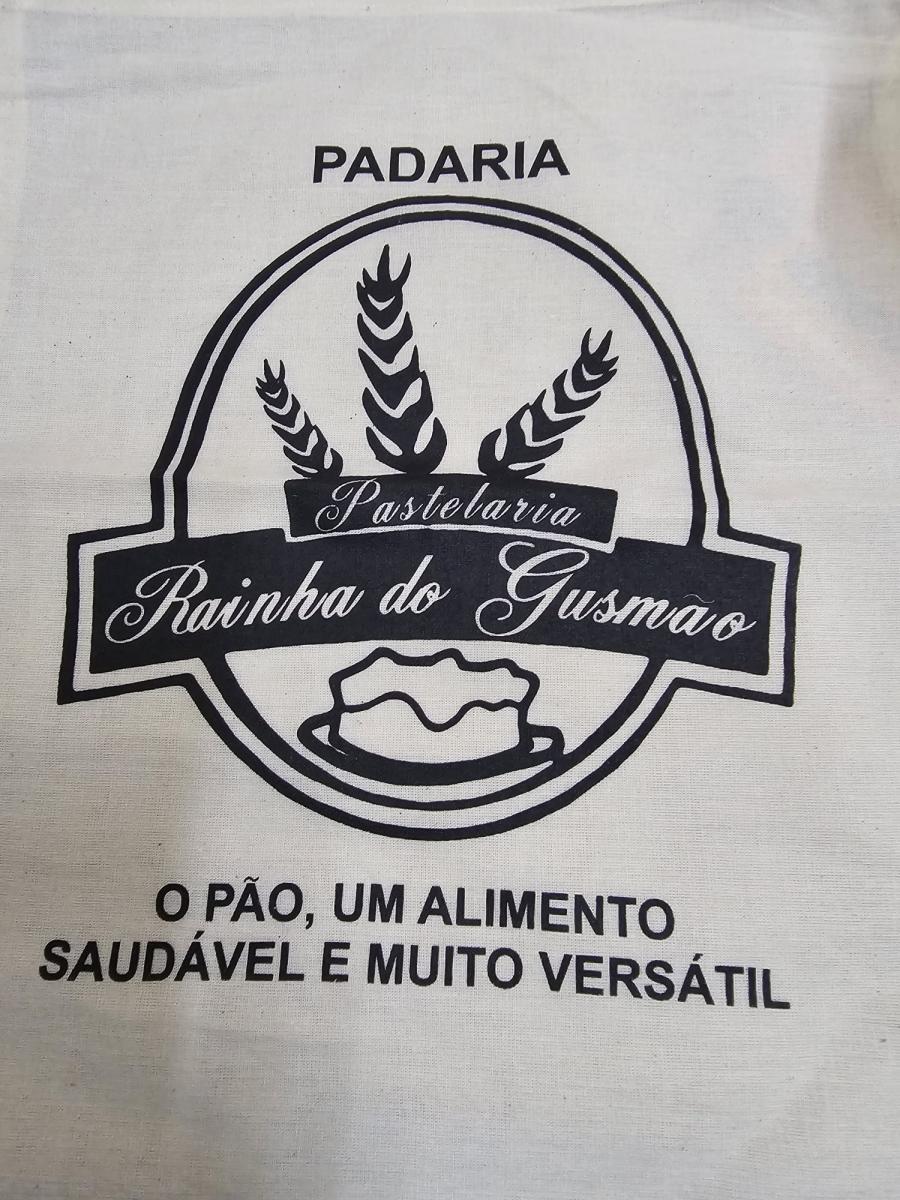 PADARIA
Pastelaria
Rainha do Gusmão
O PÃO, UM ALIMENTO
SAUDÁVEL E MUITO VERSÁTIL